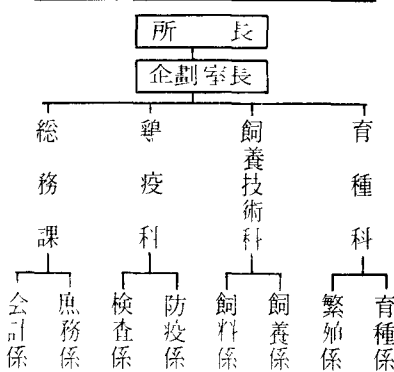 所長
企劃室長
総務課
鶏疫科
飼養技術科
育種科
会計係
庶務係
検査係
防疫係
飼料係
飼養係
繁殖係
育種係